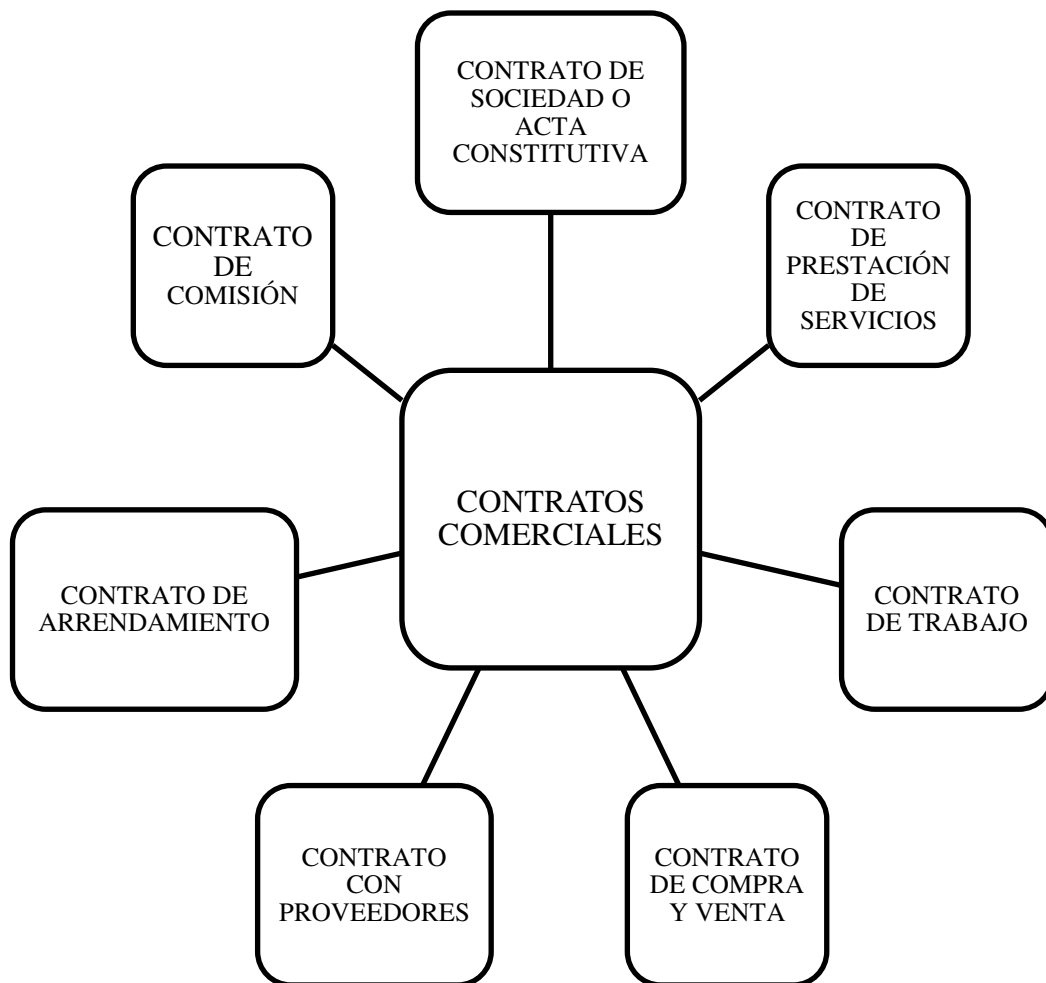 CONTRATO DE
SOCIEDAD O
ACTA
CONSTITUTIVA
CONTRATO
DE
COMISIÓN
CONTRATO
DE
PRESTACIÓN
DE
SERVICIOS
CONTRATOS
COMERCIALES
CONTRATO DE
ARRENDAMIENTO
CONTRATO
DE TRABAJO
CONTRATO
CON
PROVEEDORES
CONTRATO
DE COMPRA
Y VENTA